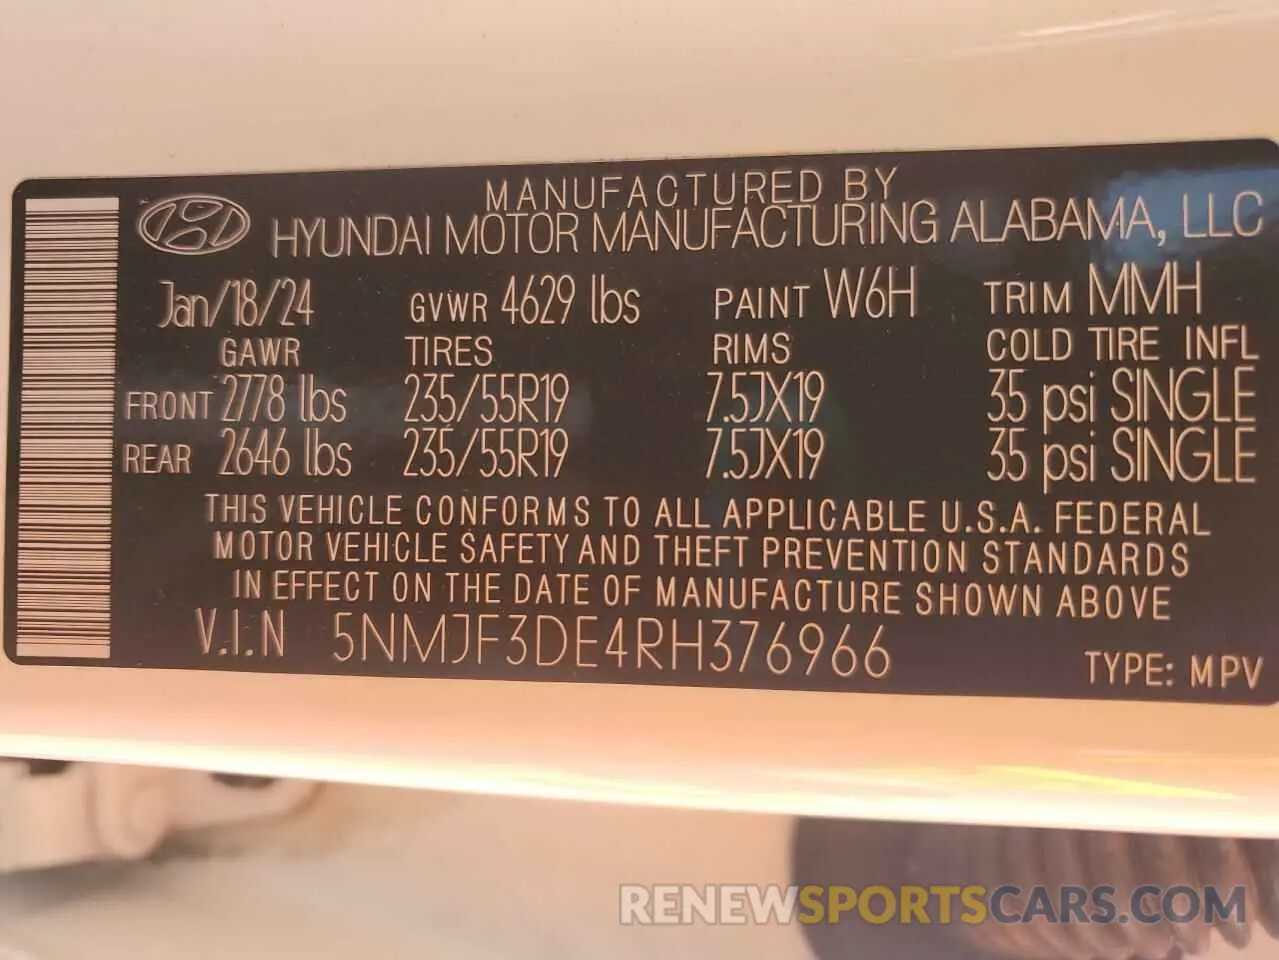 MANUFACTURED BY
HYUNDAI MOTOR MANUFACTURING ALABAMA, LLC
Jan/18/24 GVWR 4629 lbs PAINT W6H TRIM MMH
GAWR TIRES RIMS COLD TIRE INFL
FRONT 2778 lbs 235/55R19 7.5JX19 35 psi SINGLE
REAR 2646 lbs 235/55R19 7.5JX19 35 psi SINGLE
THIS VEHICLE CONFORMS TO ALL APPLICABLE U.S.A. FEDERAL
MOTOR VEHICLE SAFETY AND THEFT PREVENTION STANDARDS
IN EFFECT ON THE DATE OF MANUFACTURE SHOWN ABOVE
V.I.N 5NMJF3DE4RH376966
TYPE: MPV
RENEWSPORTSCARS.COM